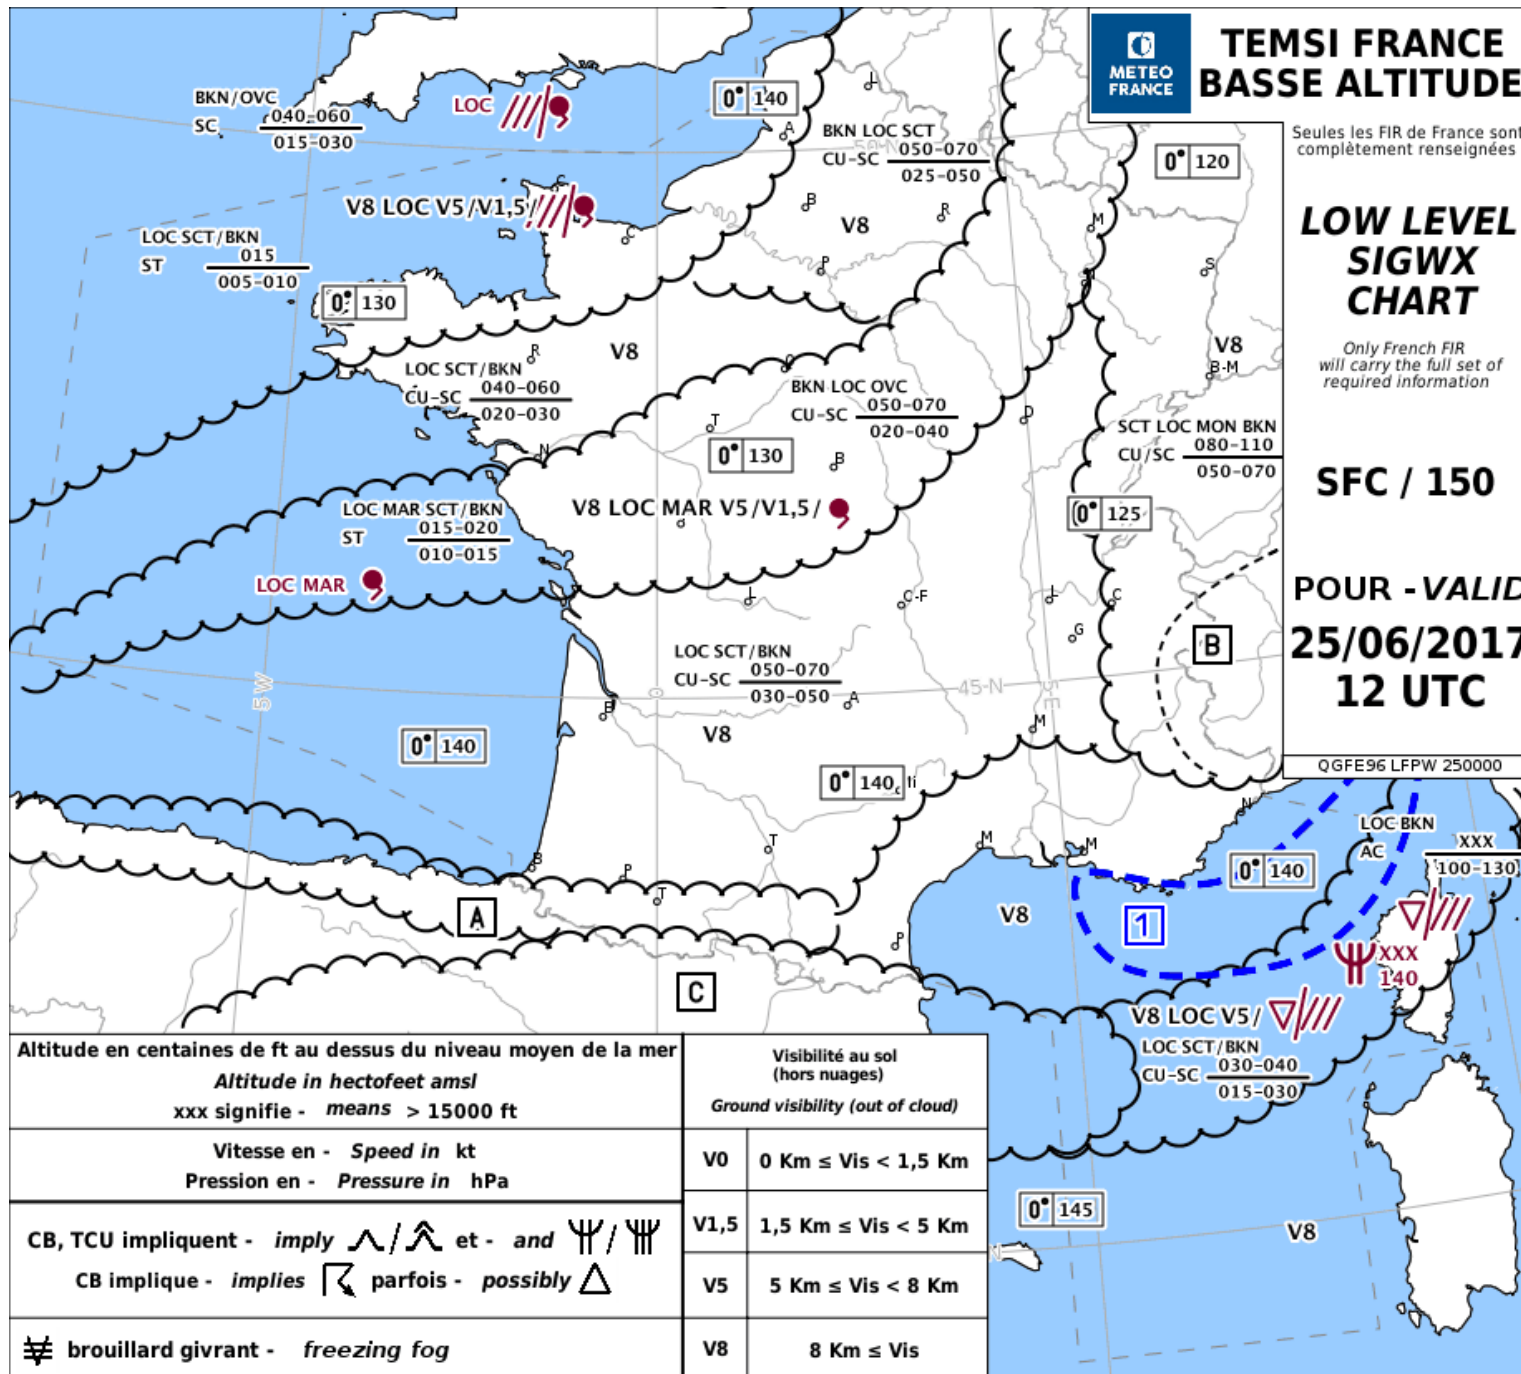 METEO
FRANCE
TEMSI FRANCE
BASSE ALTITUDE
Seules les FIR de France sont
complètement renseignées
LOW LEVEL
SIGWX
CHART
Only French FIR
will carry the full set of
required information
SFC / 150
POUR - VALID
25/06/2017
12 UTC
QGFE96 LFPW 250000
BKN/OVC
SC
040-060
015-030
LOC
0° 140
L
A
BKN LOC SCT
CU-SC
050-070
025-050
50 N
0° 120
C
V8 LOC V5/V1,5/
C
B
R
V8
M
LOC SCT/BKN
ST
015
005-010
P
N
S
0° 130
R
V8
O
V8
B-M
LOC SCT/BKN
CU-SC
040-060
020-030
BKN LOC OVC
CU-SC
050-070
020-040
T
D
SCT LOC MON BKN
CU/SC
080-110
050-070
N
0° 130
B
LOC MAR SCT/BKN
ST
015-020
010-015
V8 LOC MAR V5/V1,5/
0° 125
LOC MAR
L
C-F
L
C
G
B
LOC SCT/BKN
CU-SC
050-070
030-050
5 W
0
45 N
5 E
B
A
V8
M
0° 140
0° 140
li
N
M
M
T
B
P
T
LOC BKN
AC
XXX
100-130
0° 140
A
V8
1
P
XXX
140
C
V8 LOC V5/
LOC SCT/BKN
CU-SC
030-040
015-030
0° 145
V8
N
Altitude en centaines de ft au dessus du niveau moyen de la mer
Altitude in hectofeet amsl
xxx signifie - means > 15000 ft
Vitesse en - Speed in kt
Pression en - Pressure in hPa
CB, TCU impliquent - imply / et - and /
CB implique - implies parfois - possibly
brouillard givrant - freezing fog
Visibilité au sol
(hors nuages)
Ground visibility (out of cloud)
V0 0 Km ≤ Vis < 1,5 Km
V1,5 1,5 Km ≤ Vis < 5 Km
V5 5 Km ≤ Vis < 8 Km
V8 8 Km ≤ Vis